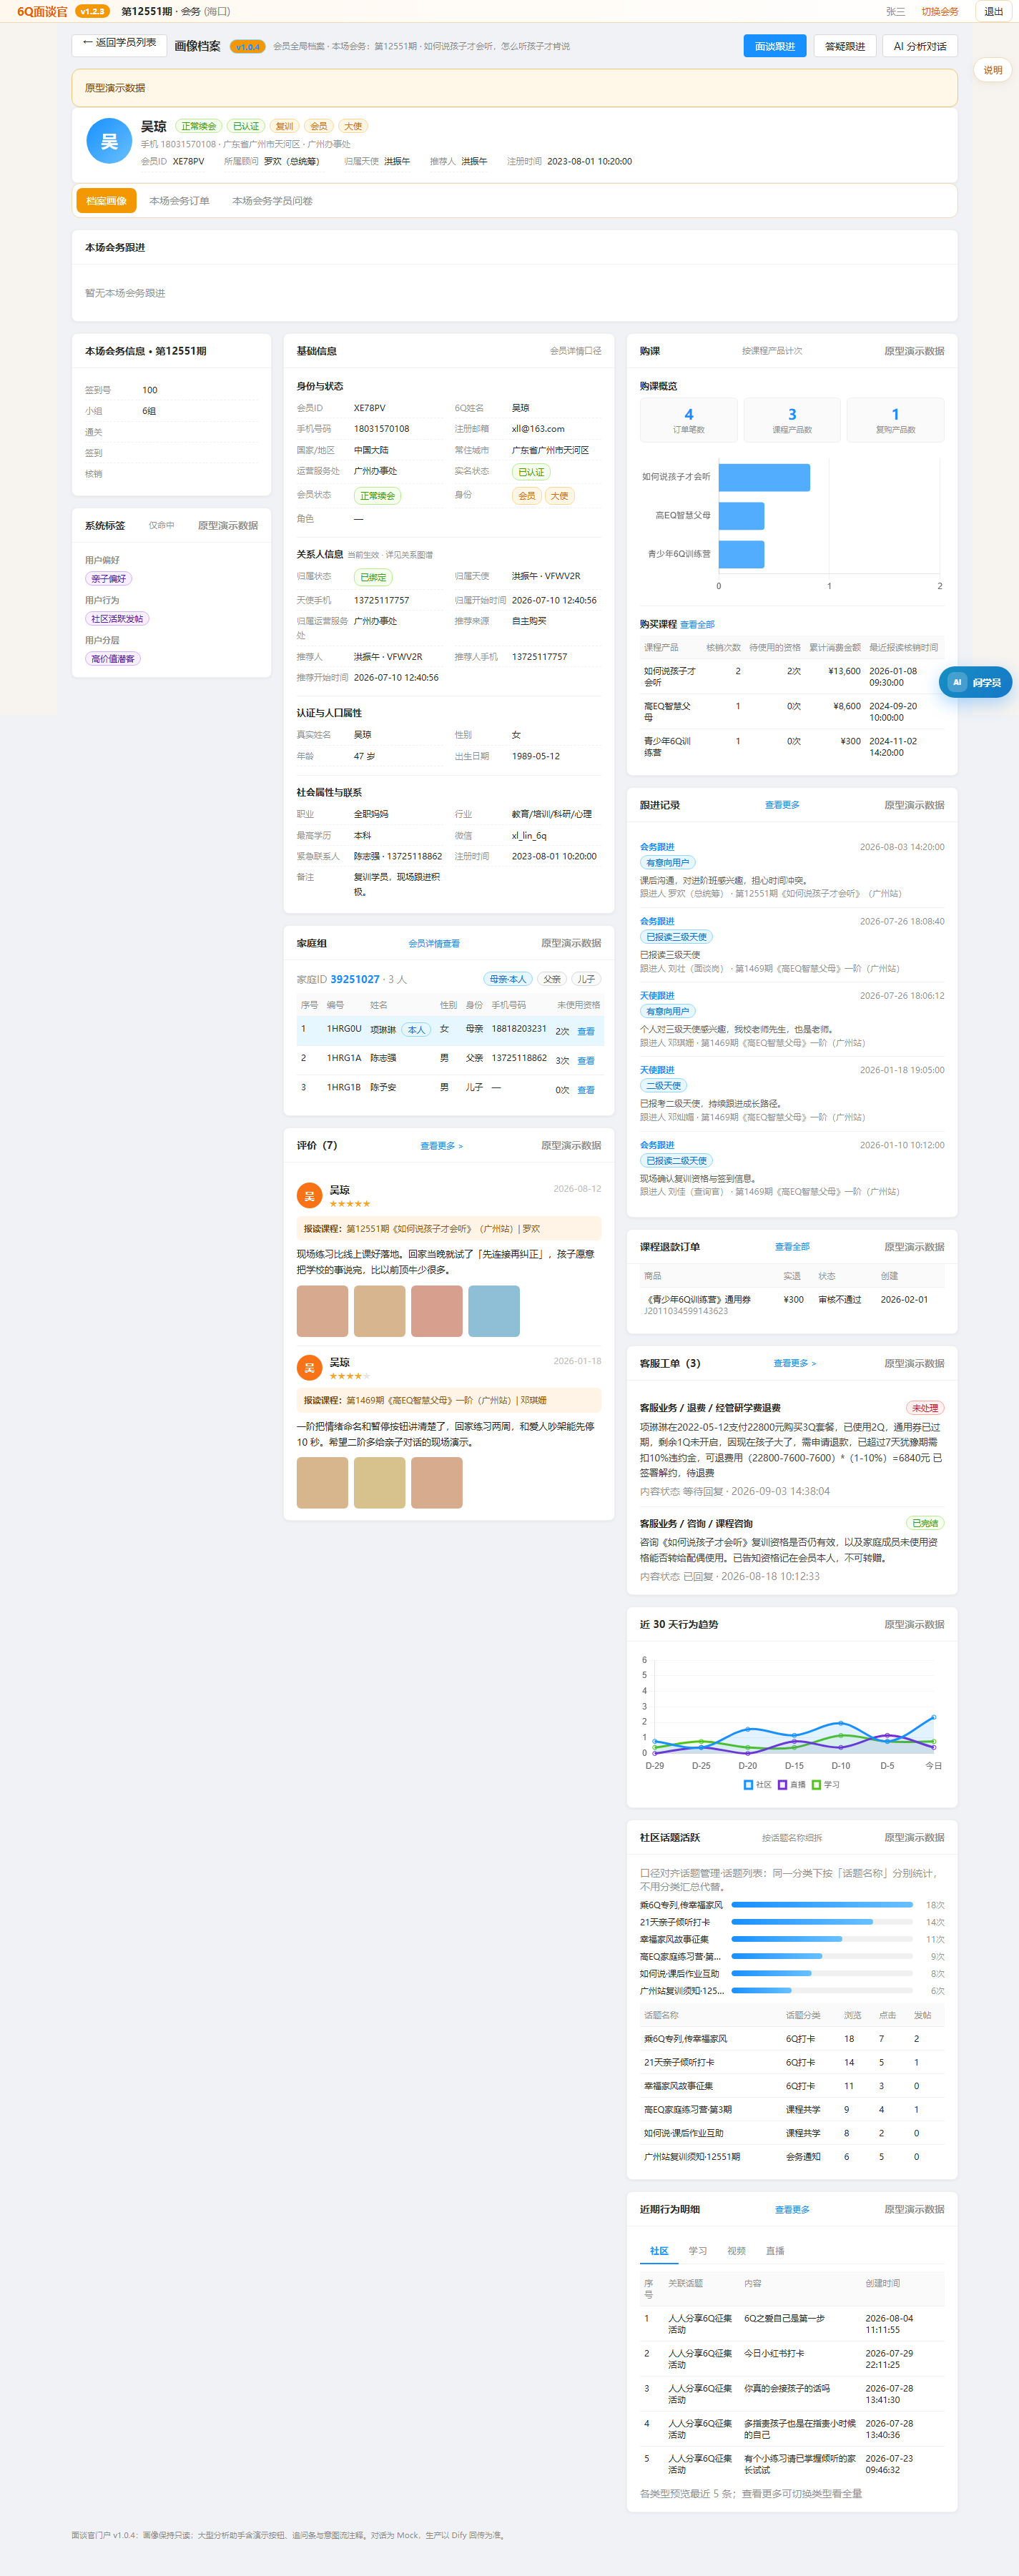 6Q面谈官 v1.2.3 第12551期 · 会务 (海口) 张三 切换会务 退出
← 返回学员列表 画像档案 v1.0.4 会员全局档案 · 本场会务：第12551期 · 如何说孩子才会听，怎么听孩子才肯说 面谈跟进 答疑跟进 AI 分析对话
说明
原型演示数据
吴 吴琼 正常续会 已认证 复训 会员 大使
手机 18031570108 · 广东省广州市天河区 · 广州办事处
会员ID XE78PV 所属顾问 罗欢（总统筹） 归属天使 洪振午 推荐人 洪振午 注册时间 2023-08-01 10:20:00
档案画像 本场会务订单 本场会务学员问卷
本场会务跟进
暂无本场会务跟进
本场会务信息 • 第12551期
签到号 100
小组 6组
通关
签到
核销
系统标签 仅命中 原型演示数据
用户偏好
亲子偏好
用户行为
社区活跃发帖
用户分层
高价值潜客
基础信息 会员详情口径
身份与状态
会员ID XE78PV 6Q姓名 吴琼
手机号码 18031570108 注册邮箱 xll@163.com
国家/地区 中国大陆 常住城市 广东省广州市天河区
运营服务处 广州办事处 实名状态 已认证
会员状态 正常续会 身份 会员 大使
角色 —
关系人信息 当前生效 · 详见关系图谱
归属状态 已绑定 归属天使 洪振午 · VFWV2R
天使手机 13725117757 归属开始时间 2026-07-10 12:40:56
归属运营服务处 广州办事处 推荐来源 自主购买
推荐人 洪振午 · VFWV2R 推荐人手机 13725117757
推荐开始时间 2026-07-10 12:40:56
认证与人口属性
真实姓名 吴琼 性别 女
年龄 47 岁 出生日期 1989-05-12
社会属性与联系
职业 全职妈妈 行业 教育/培训/科研/心理
最高学历 本科 微信 xl_lin_6q
紧急联系人 陈志强 · 13725118862 注册时间 2023-08-01 10:20:00
备注 复训学员，现场跟进积极。
家庭组 会员详情查看 原型演示数据
家庭ID 39251027 · 3 人 母亲·本人 父亲 儿子
序号 编号 姓名 性别 身份 手机号码 未使用资格
1 1HRG0U 项琳琳 本人 女 母亲 18818203231 2次 查看
2 1HRG1A 陈志强 男 父亲 13725118862 3次 查看
3 1HRG1B 陈予安 男 儿子 — 0次 查看
评价（7） 查看更多 > 原型演示数据
吴 吴琼 2026-08-12
★★★★★
报读课程：第12551期《如何说孩子才会听》（广州站）| 罗欢
现场练习比线上课好落地。回家当晚就试了「先连接再纠正」，孩子愿意
把学校的事说完，比以前顶牛少很多。
吴 吴琼 2026-01-18
★★★★★
报读课程：第1469期《高EQ智慧父母》一阶（广州站）| 邓琪姗
一阶把情绪命名和暂停按钮讲清楚了，回家练习两周，和爱人吵架能先停
10 秒。希望二阶多给亲子对话的现场演示。
购课 按课程产品计次 原型演示数据
购课概览
4 3 1
订单笔数 课程产品数 复购产品数
如何说孩子才会听
高EQ智慧父母
青少年6Q训练营
0 1 2
购买课程 查看全部
课程产品 核销次数 待使用的资格 累计消费金额 最近报读核销时间
如何说孩子才会听 2 2次 ¥13,600 2026-01-08 09:30:00
高EQ智慧父母 1 0次 ¥8,600 2024-09-20 10:00:00
青少年6Q训练营 1 0次 ¥300 2024-11-02 14:20:00
AI 问学员
跟进记录 查看更多 原型演示数据
会务跟进 2026-08-03 14:20:00
有意向用户
课后沟通，对进阶班感兴趣，担心时间冲突。
跟进人 罗欢（总统筹） · 第12551期《如何说孩子才会听》（广州站）
会务跟进 2026-07-26 18:08:40
已报读三级天使
已报读三级天使
跟进人 刘壮（面谈岗） · 第1469期《高EQ智慧父母》一阶（广州站）
天使跟进 2026-07-26 18:06:12
有意向用户
个人对三级天使感兴趣，我校老师先生，也是老师。
跟进人 邓琪姗 · 第1469期《高EQ智慧父母》一阶（广州站）
天使跟进 2026-01-18 19:05:00
二级天使
已报考二级天使，持续跟进成长路径。
跟进人 邓灿媚 · 第1469期《高EQ智慧父母》一阶（广州站）
会务跟进 2026-01-10 10:12:00
已报读二级天使
现场确认复训资格与签到信息。
跟进人 刘佳（查询官） · 第1469期《高EQ智慧父母》一阶（广州站）
课程退款订单 查看全部 原型演示数据
商品 实退 状态 创建
《青少年6Q训练营》通用券 ¥300 审核不通过 2026-02-01
J2011034599143623
客服工单（3） 查看更多 > 原型演示数据
客服业务 / 退费 / 经管研学费退费 未处理
项琳琳在2022-05-12支付22800元购买3Q套餐，已使用2Q，通用券已过
期，剩余1Q未开启，因现在孩子大了，需申请退款，已超过7天犹豫期需
扣10%违约金，可退费用（22800-7600-7600）*（1-10%）=6840元 已
签署解约，待退费
内容状态 等待回复 · 2026-09-03 14:38:04
客服业务 / 咨询 / 课程咨询 已完结
咨询《如何说孩子才会听》复训资格是否仍有效，以及家庭成员未使用资
格能否转给配偶使用。已告知资格记在会员本人，不可转赠。
内容状态 已回复 · 2026-08-18 10:12:33
近 30 天行为趋势 原型演示数据
6
5
4
3
2
1
0
D-29 D-25 D-20 D-15 D-10 D-5 今日
社区 直播 学习
社区话题活跃 按话题名称细拆 原型演示数据
口径对齐话题管理·话题列表：同一分类下按「话题名称」分别统计，
不用分类汇总代替。
乘6Q专列,传幸福家风 18次
21天亲子倾听打卡 14次
幸福家风故事征集 11次
高EQ家庭练习营·第... 9次
如何说·课后作业互助 8次
广州站复训须知·125... 6次
话题名称 话题分类 浏览 点击 发帖
乘6Q专列,传幸福家风 6Q打卡 18 7 2
21天亲子倾听打卡 6Q打卡 14 5 1
幸福家风故事征集 6Q打卡 11 3 0
高EQ家庭练习营·第3期 课程共学 9 4 1
如何说·课后作业互助 课程共学 8 2 0
广州站复训须知·12551期 会务通知 6 5 0
近期行为明细 查看更多 原型演示数据
社区 学习 视频 直播
序号 关联话题 内容 创建时间
1 人人分享6Q征集活动 6Q之爱自己是第一步 2026-08-04 11:11:55
2 人人分享6Q征集活动 今日小红书打卡 2026-07-29 22:11:25
3 人人分享6Q征集活动 你真的会接孩子的话吗 2026-07-28 13:41:30
4 人人分享6Q征集活动 多指责孩子也是在指责小时候的自己 2026-07-28 13:40:36
5 人人分享6Q征集活动 有个小练习请已掌握倾听的家长试试 2026-07-23 09:46:32
各类型预览最近 5 条；查看更多可切换类型看全量
面谈官门户 v1.0.4：画像保持只读；大型分析助手含演示按钮，追问条与意图流注释。对话为 Mock，生产以 Dify 回传为准。